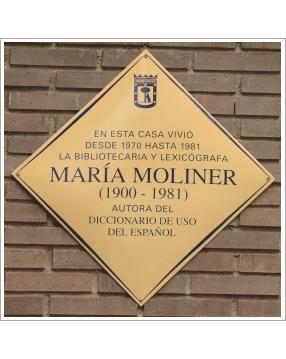 EN ESTA CASA VIVIÓ
DESDE 1970 HASTA 1981
LA BIBLIOTECARIA Y LEXICÓGRAFA
MARÍA MOLINER
(1900 - 1981)
AUTORA DEL
DICCIONARIO DE USO
DEL ESPAÑOL